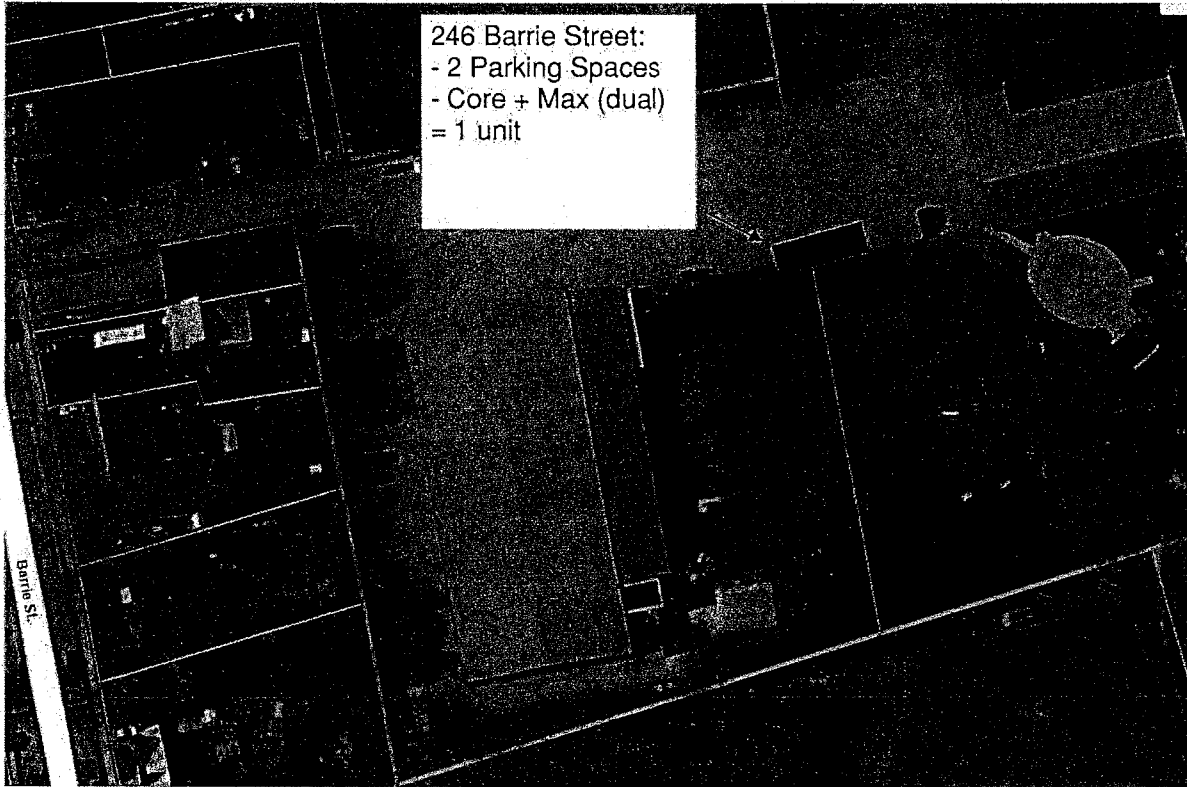 246 Barrie Street:
- 2 Parking Spaces
- Core + Max (dual)
= 1 unit
Barrie St.